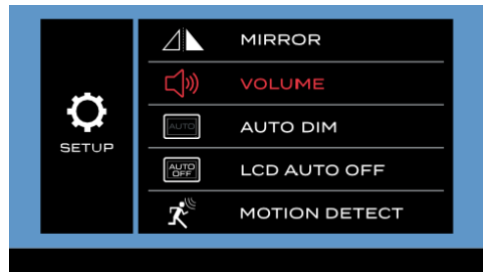 SETUP
MIRROR
VOLUME
AUTO
AUTO DIM
AUTO
OFF
LCD AUTO OFF
MOTION DETECT